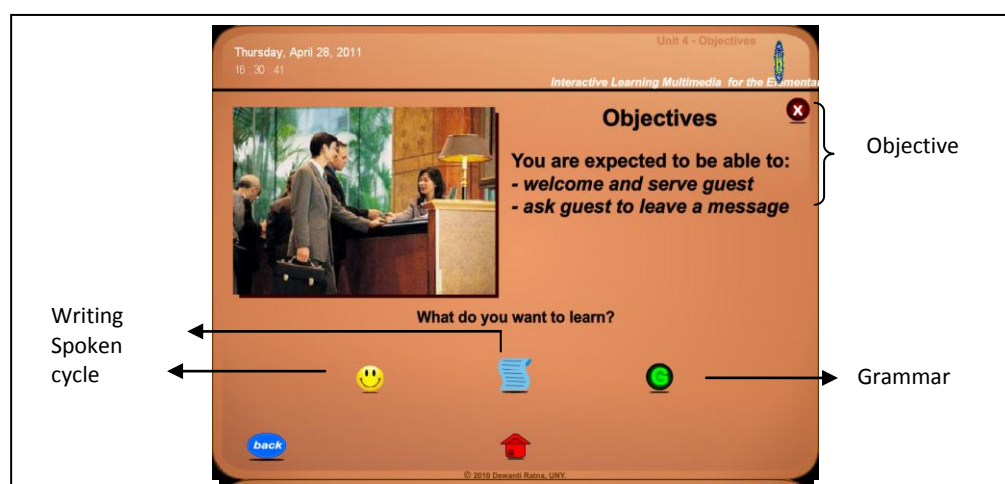 Unit 4 - Objectives
Thursday, April 28, 2011
16 : 30 : 41
Interactive Learning Multimedia for the Elementar
X
Objectives
You are expected to be able to:
- welcome and serve guest
- ask guest to leave a message
Objective
What do you want to learn?
Writing
Spoken
cycle
G
Grammar
back
© 2010 Dewanti Ratna, UNY.